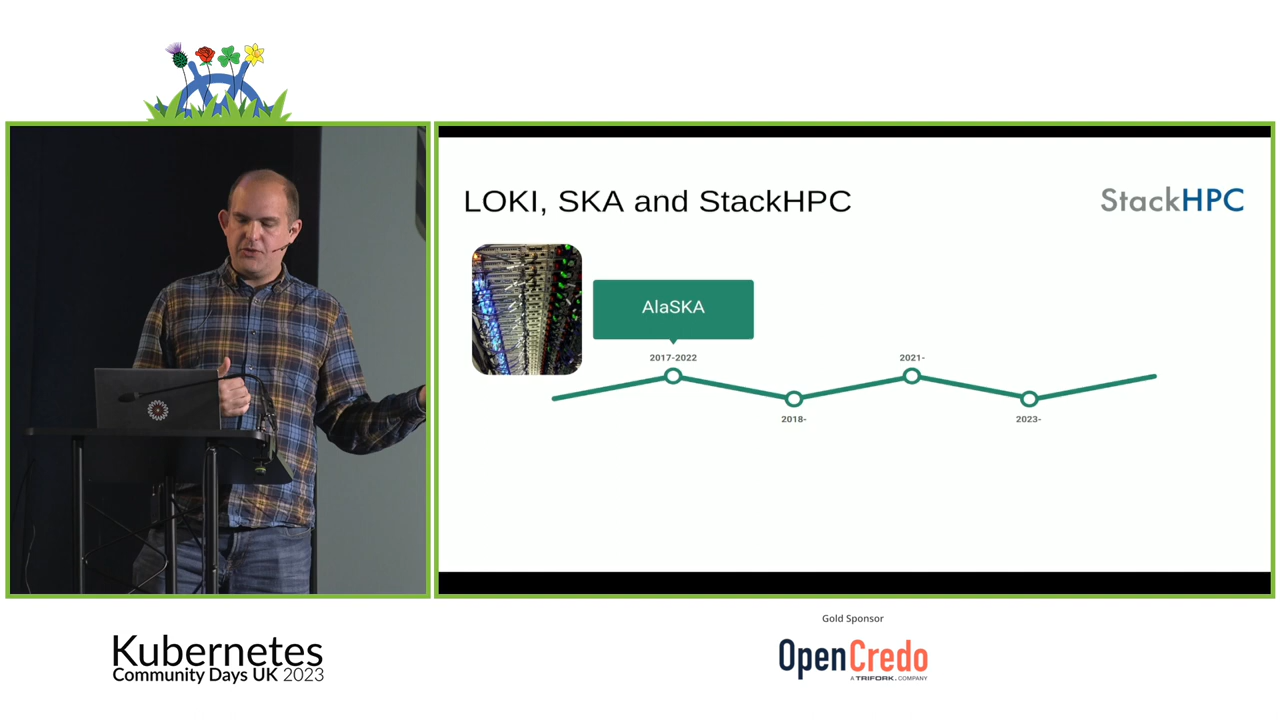 LOKI, SKA and StackHPC
StackHPC
AlaSKA
2017-2022
2021-
2018-
2023-
Gold Sponsor
Kubernetes
Community Days UK 2023
OpenCredo
A TRIFORK. COMPANY